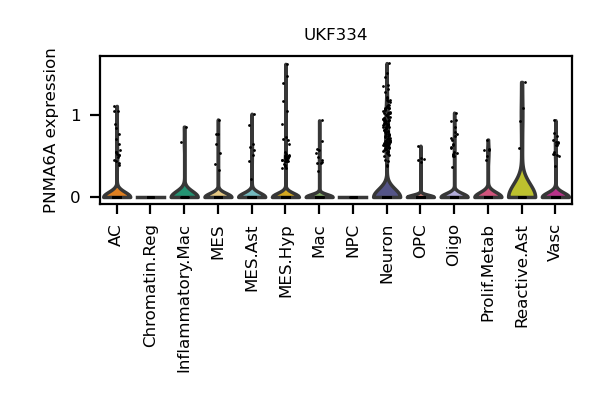 UKF334
PNMA6A expression
1
0
AC
Chromatin.Reg
Inflammatory.Mac
MES
MES.Ast
MES.Hyp
Mac
NPC
Neuron
OPC
Oligo
Prolif.Metab
Reactive.Ast
Vasc